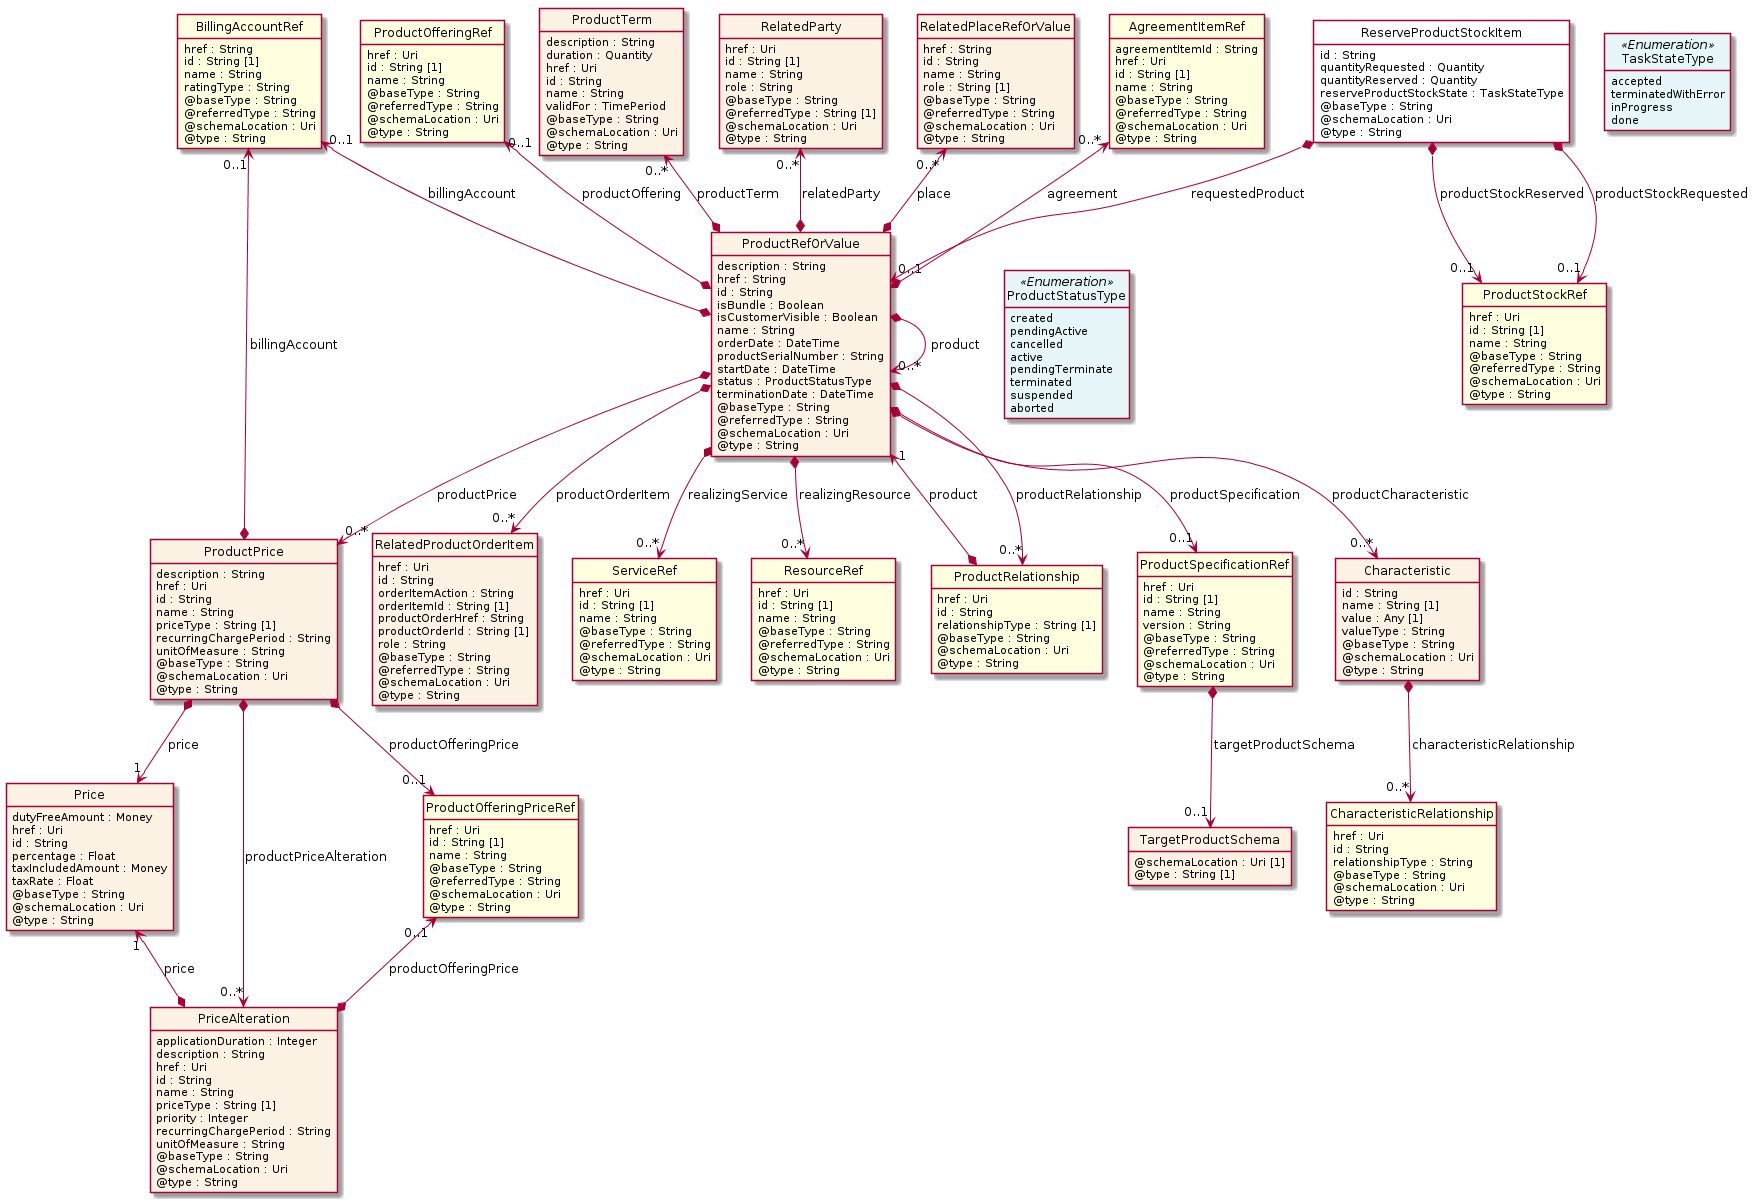 BillingAccountRef
href : String
id : String [1]
name : String
ratingType : String
@baseType : String
@referredType : String
@schemaLocation : Uri
@type : String
ProductOfferingRef
href : Uri
id : String [1]
name : String
@baseType : String
@referredType : String
@schemaLocation : Uri
@type : String
ProductTerm
description : String
duration : Quantity
href : Uri
id : String
name : String
validFor : TimePeriod
@baseType : String
@schemaLocation : Uri
@type : String
RelatedParty
href : Uri
id : String [1]
name : String
role : String
@baseType : String
@referredType : String [1]
@schemaLocation : Uri
@type : String
RelatedPlaceRefOrValue
href : String
id : String
name : String
role : String [1]
@baseType : String
@referredType : String
@schemaLocation : Uri
@type : String
AgreementItemRef
agreementItemId : String
href : Uri
id : String [1]
name : String
@baseType : String
@referredType : String
@schemaLocation : Uri
@type : String
ReserveProductStockItem
id : String
quantityRequested : Quantity
quantityReserved : Quantity
reserveProductStockState : TaskStateType
@baseType : String
@schemaLocation : Uri
@type : String
«Enumeration»
TaskStateType
accepted
terminatedWithError
inProgress
done
0..1
0..1
0..1
0..*
0..*
0..*
0..*
billingAccount
productOffering
productTerm
relatedParty
place
agreement
requestedProduct
productStockReserved
productStockRequested
ProductRefOrValue
description : String
href : String
id : String
isBundle : Boolean
isCustomerVisible : Boolean
name : String
orderDate : DateTime
productSerialNumber : String
startDate : DateTime
status : ProductStatusType
terminationDate : DateTime
@baseType : String
@referredType : String
@schemaLocation : Uri
@type : String
0..1
product
0..*
«Enumeration»
ProductStatusType
created
pendingActive
cancelled
active
pendingTerminate
terminated
suspended
aborted
0..1
0..1
ProductStockRef
href : Uri
id : String [1]
name : String
@baseType : String
@referredType : String
@schemaLocation : Uri
@type : String
billingAccount
1
productPrice
productOrderItem
realizingService
realizingResource
product
productRelationship
productSpecification
productCharacteristic
0..*
0..*
0..*
0..*
0..*
0..1
0..*
ProductPrice
description : String
href : Uri
id : String
name : String
priceType : String [1]
recurringChargePeriod : String
unitOfMeasure : String
@baseType : String
@schemaLocation : Uri
@type : String
RelatedProductOrderItem
href : Uri
id : String
orderItemAction : String
orderItemId : String [1]
productOrderHref : String
productOrderId : String [1]
role : String
@baseType : String
@referredType : String
@schemaLocation : Uri
@type : String
ServiceRef
href : Uri
id : String [1]
name : String
@baseType : String
@referredType : String
@schemaLocation : Uri
@type : String
ResourceRef
href : Uri
id : String [1]
name : String
@baseType : String
@referredType : String
@schemaLocation : Uri
@type : String
ProductRelationship
href : Uri
id : String
relationshipType : String [1]
@baseType : String
@schemaLocation : Uri
@type : String
ProductSpecificationRef
href : Uri
id : String [1]
name : String
version : String
@baseType : String
@referredType : String
@schemaLocation : Uri
@type : String
Characteristic
id : String
name : String [1]
value : Any [1]
valueType : String
@baseType : String
@schemaLocation : Uri
@type : String
price
1
productOfferingPrice
0..1
targetProductSchema
0..1
characteristicRelationship
0..*
Price
dutyFreeAmount : Money
href : Uri
id : String
percentage : Float
taxIncludedAmount : Money
taxRate : Float
@baseType : String
@schemaLocation : Uri
@type : String
productPriceAlteration
ProductOfferingPriceRef
href : Uri
id : String [1]
name : String
@baseType : String
@referredType : String
@schemaLocation : Uri
@type : String
TargetProductSchema
@schemaLocation : Uri [1]
@type : String [1]
CharacteristicRelationship
href : Uri
id : String
relationshipType : String
@baseType : String
@schemaLocation : Uri
@type : String
1
price
0..*
0..1
productOfferingPrice
PriceAlteration
applicationDuration : Integer
description : String
href : Uri
id : String
name : String
priceType : String [1]
priority : Integer
recurringChargePeriod : String
unitOfMeasure : String
@baseType : String
@schemaLocation : Uri
@type : String